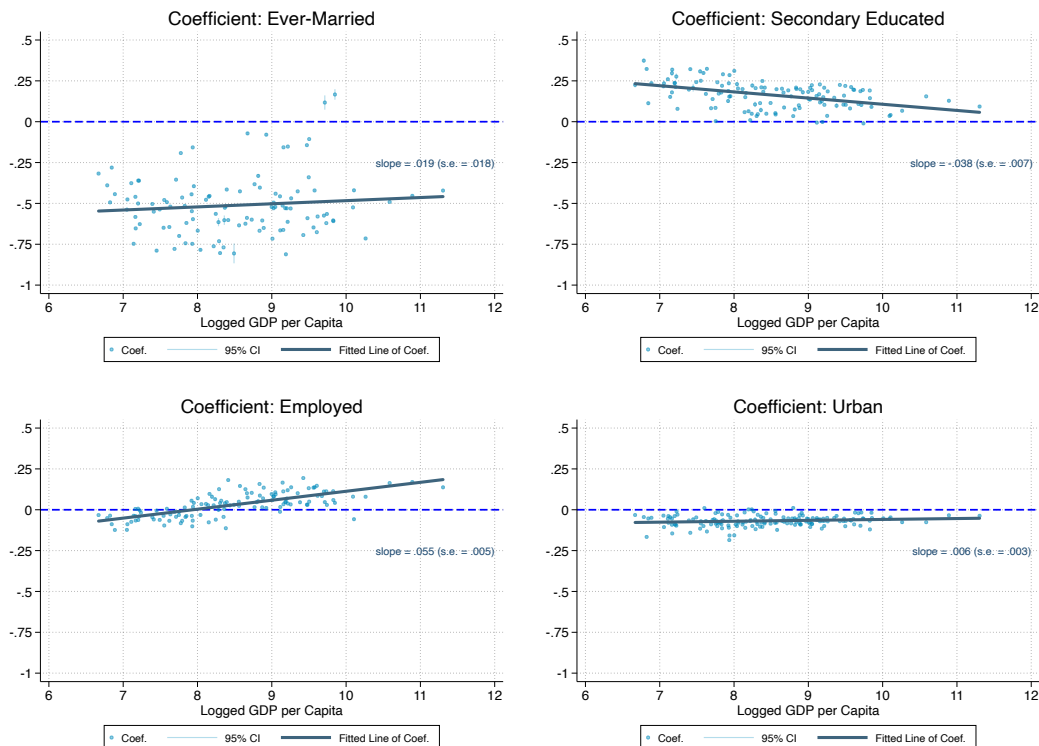 Coefficient: Ever-Married
.5
.25
0
-.25
-.5
-.75
-1
slope = .019 (s.e. = .018)
6 7 8 9 10 11 12
Logged GDP per Capita
Coef. 95% CI Fitted Line of Coef.
Coefficient: Secondary Educated
.5
.25
0
-.25
-.5
-.75
-1
slope = -.038 (s.e. = .007)
6 7 8 9 10 11 12
Logged GDP per Capita
Coef. 95% CI Fitted Line of Coef.
Coefficient: Employed
.5
.25
0
-.25
-.5
-.75
-1
slope = .055 (s.e. = .005)
6 7 8 9 10 11 12
Logged GDP per Capita
Coef. 95% CI Fitted Line of Coef.
Coefficient: Urban
.5
.25
0
-.25
-.5
-.75
-1
slope = .006 (s.e. = .003)
6 7 8 9 10 11 12
Logged GDP per Capita
Coef. 95% CI Fitted Line of Coef.